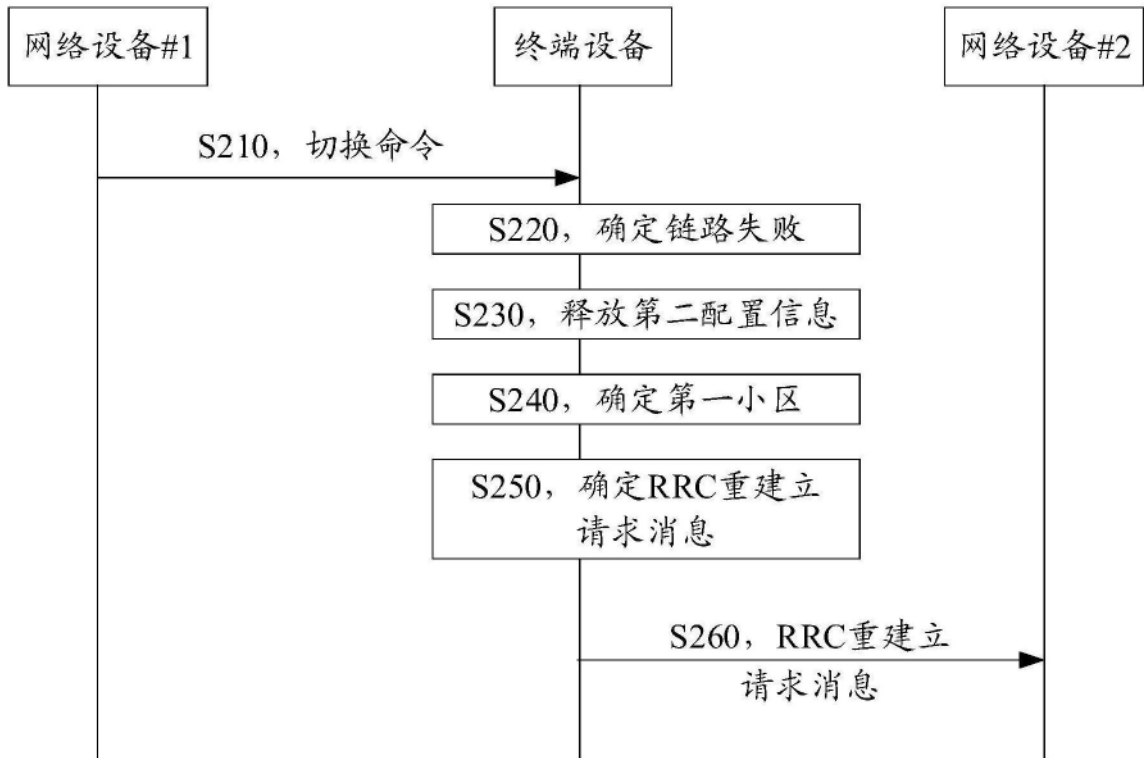 网络设备#1
终端设备
网络设备#2
S210，切换命令
S220，确定链路失败
S230，释放第二配置信息
S240，确定第一小区
S250，确定RRC重建立
请求消息
S260，RRC重建立
请求消息